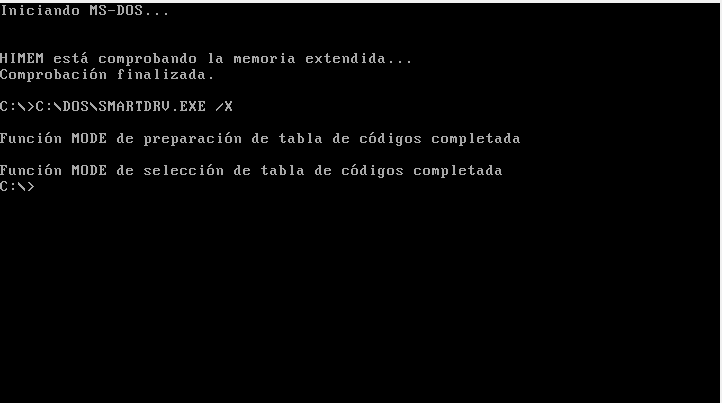 Iniciando MS-DOS...
HIMEM está comprobando la memoria extendida...
Comprobación finalizada.
C:\>C:\DOS\SMARTDRV.EXE /X
Función MODE de preparación de tabla de códigos completada
Función MODE de selección de tabla de códigos completada
C:\>